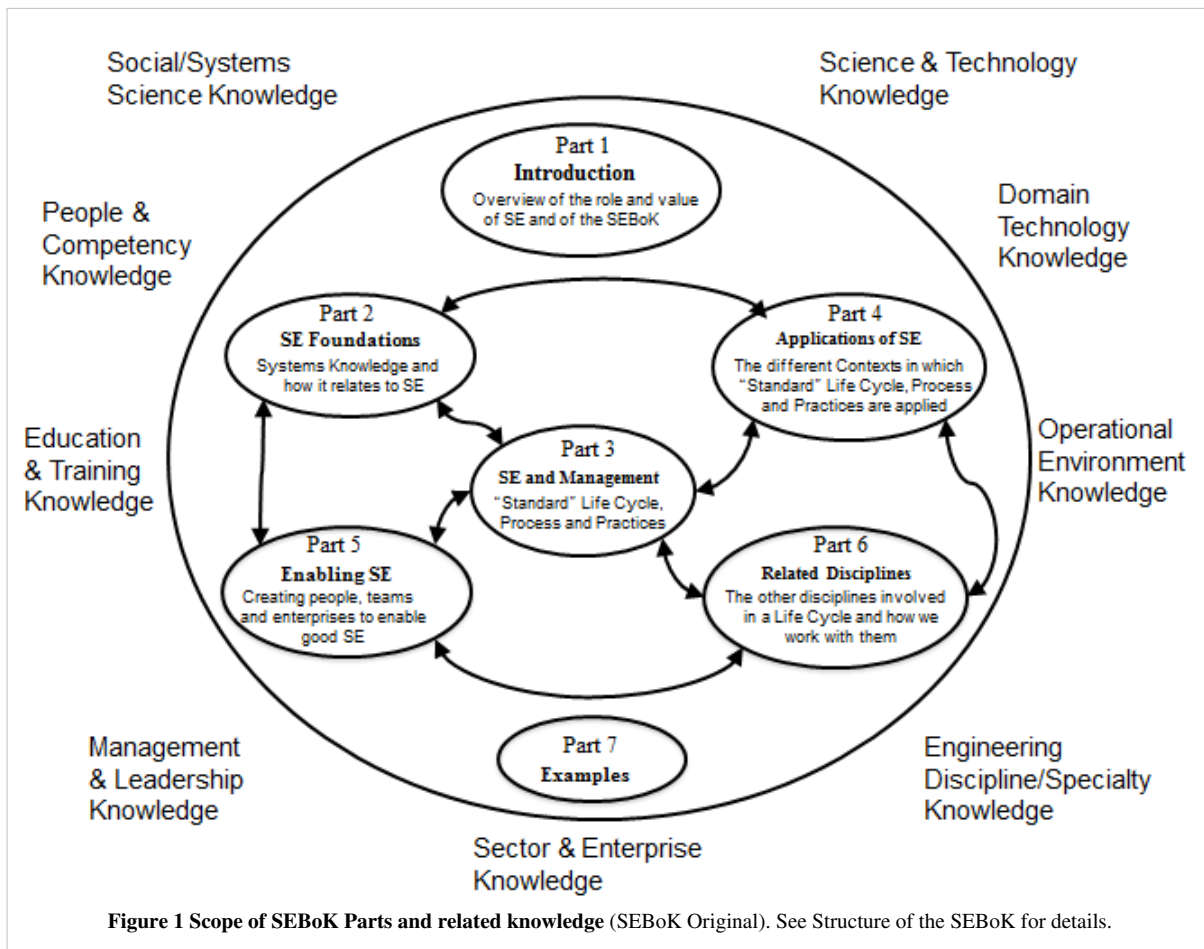 Social/Systems
Science Knowledge
Science & Technology
Knowledge
Part 1
Introduction
Overview of the role and value
of SE and of the SEBoK
People &
Competency
Knowledge
Domain
Technology
Knowledge
Part 2
SE Foundations
Systems Knowledge and
how it relates to SE
Part 4
Applications of SE
The different Contexts in which
“Standard” Life Cycle, Process
and Practices are applied
Education
& Training
Knowledge
Part 3
SE and Management
“Standard” Life Cycle,
Process and Practices
Operational
Environment
Knowledge
Part 5
Enabling SE
Creating people, teams
and enterprises to enable
good SE
Part 6
Related Disciplines
The other disciplines involved
in a Life Cycle and how we
work with them
Management
& Leadership
Knowledge
Part 7
Examples
Engineering
Discipline/Specialty
Knowledge
Sector & Enterprise
Knowledge
Figure 1 Scope of SEBoK Parts and related knowledge (SEBoK Original). See Structure of the SEBoK for details.